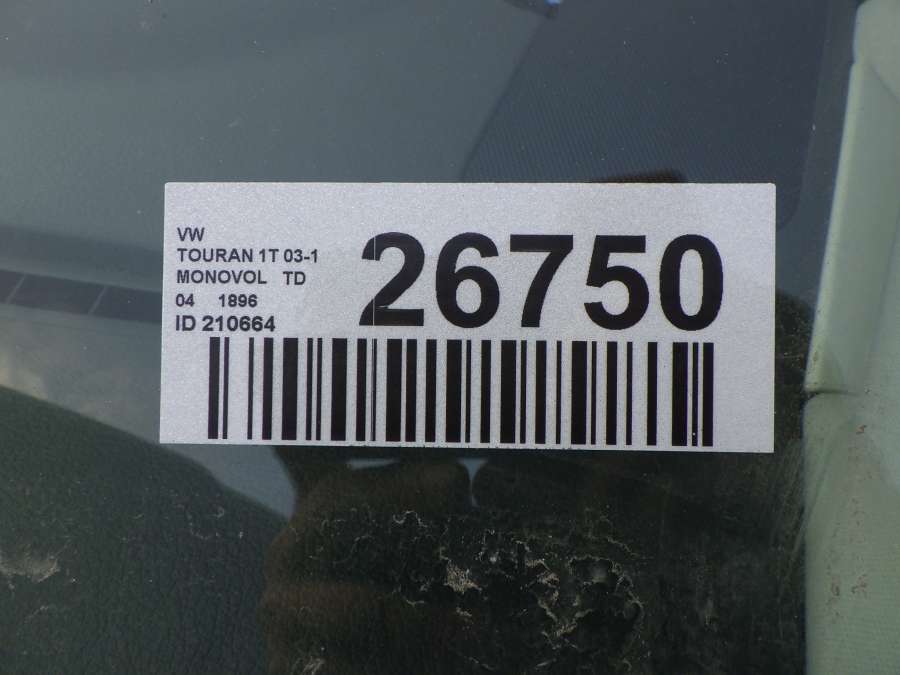 VW
TOURAN 1T 03-1
MONOVOL TD
04 1896
ID 210664
26750